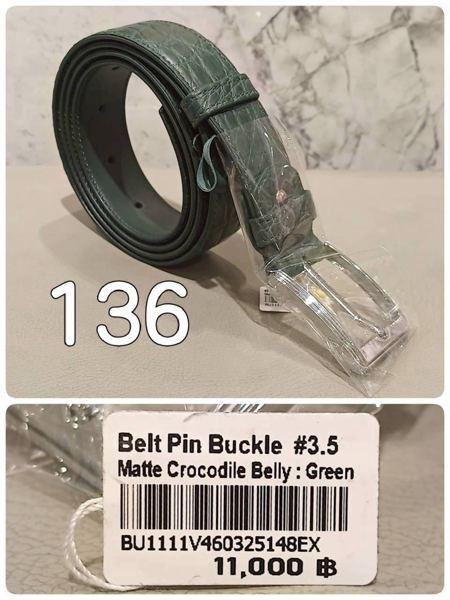 136
Belt Pin Buckle #3.5
Matte Crocodile Belly : Green
BU1111V460325148EX
11,000 ฿